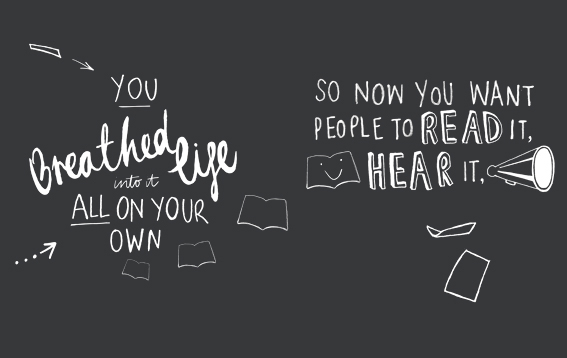 YOU
Breathed life
into it
ALL ON YOUR
OWN
SO NOW YOU WANT
PEOPLE TO READ IT,
HEAR IT,